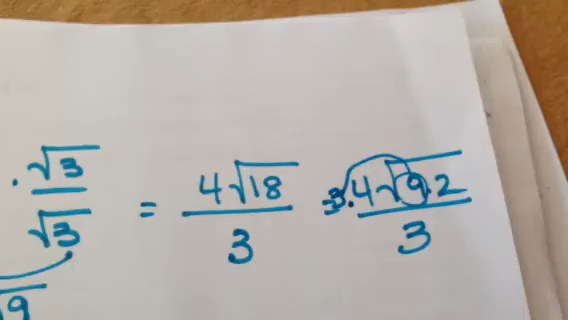 · √3/√3 = 4√18/3 3·4√9.2/3
√9